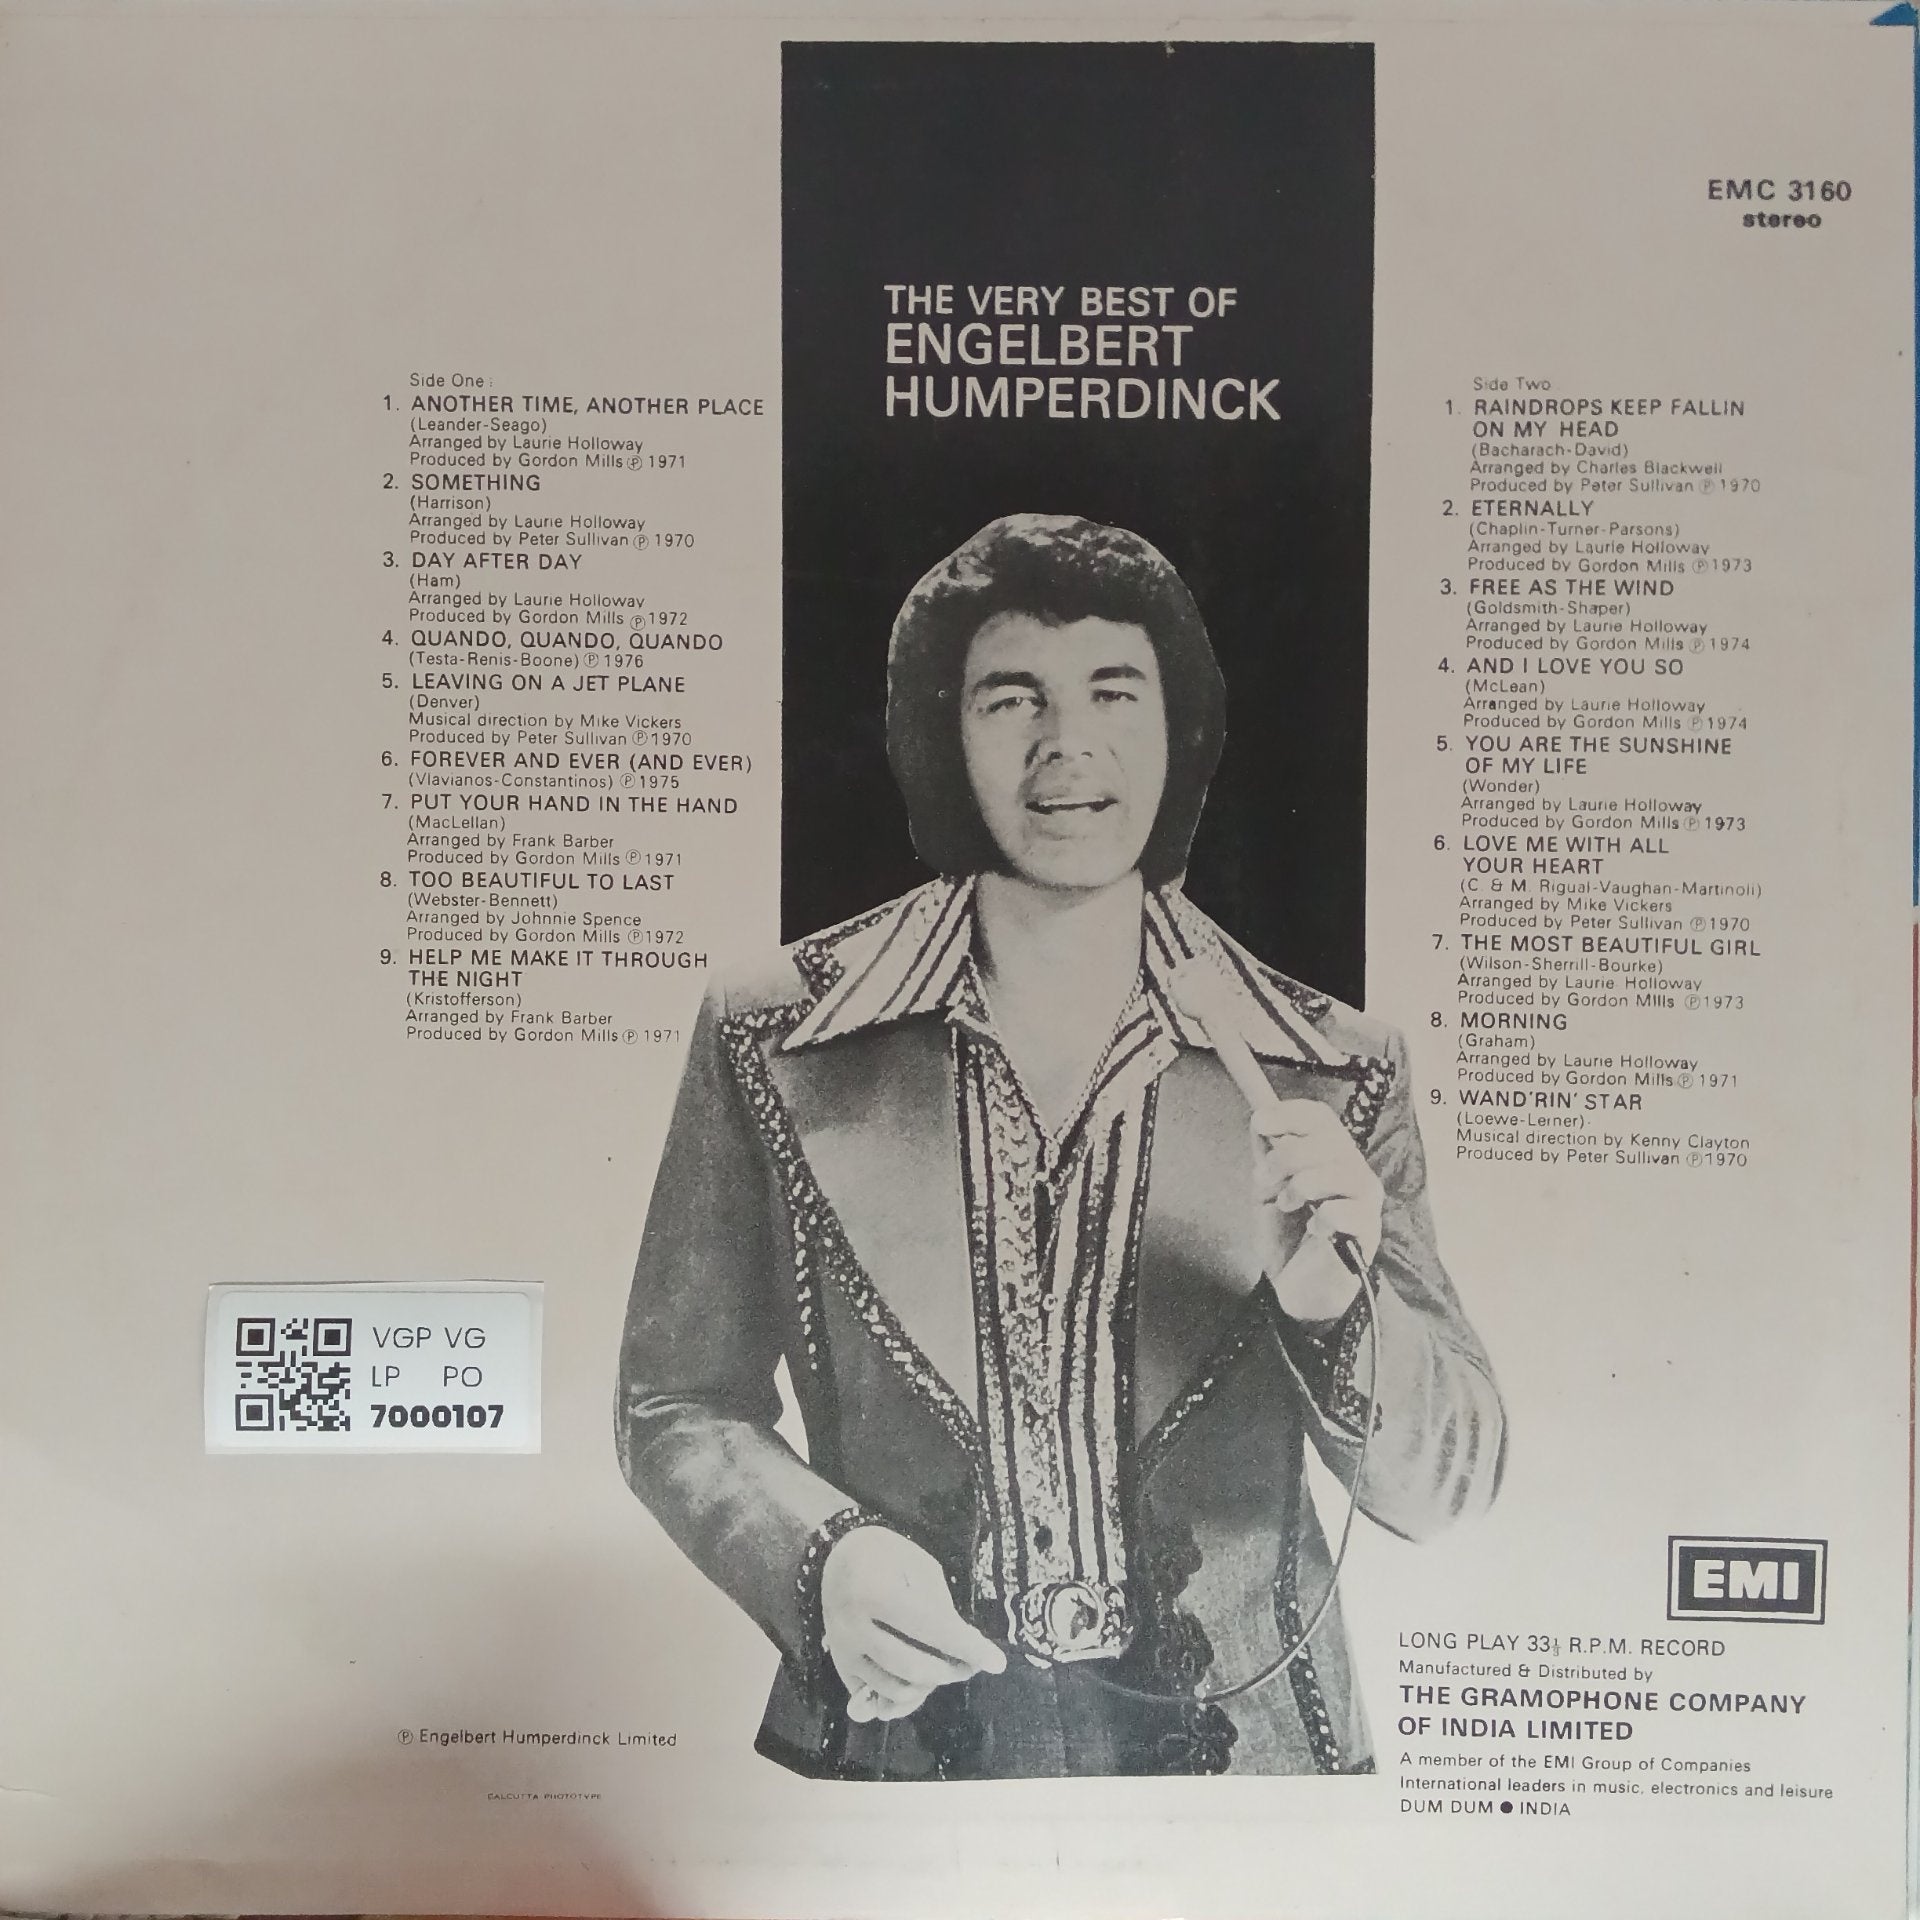 EMC 3160
stereo
THE VERY BEST OF
ENGELBERT
HUMPERDINCK
Side One :
1. ANOTHER TIME, ANOTHER PLACE
(Leander-Seago)
Arranged by Laurie Holloway
Produced by Gordon Mills ℗ 1971
2. SOMETHING
(Harrison)
Arranged by Laurie Holloway
Produced by Peter Sullivan ℗ 1970
3. DAY AFTER DAY
(Ham)
Arranged by Laurie Holloway
Produced by Gordon Mills ℗ 1972
4. QUANDO, QUANDO, QUANDO
(Testa-Renis-Boone) ℗ 1976
5. LEAVING ON A JET PLANE
(Denver)
Musical direction by Mike Vickers
Produced by Peter Sullivan ℗ 1970
6. FOREVER AND EVER (AND EVER)
(Vlavianos-Constantinos) ℗ 1975
7. PUT YOUR HAND IN THE HAND
(MacLellan)
Arranged by Frank Barber
Produced by Gordon Mills ℗ 1971
8. TOO BEAUTIFUL TO LAST
(Webster-Bennett)
Arranged by Johnnie Spence
Produced by Gordon Mills ℗ 1972
9. HELP ME MAKE IT THROUGH
THE NIGHT
(Kristofferson)
Arranged by Frank Barber
Produced by Gordon Mills ℗ 1971
Side Two
1. RAINDROPS KEEP FALLIN
ON MY HEAD
(Bacharach-David)
Arranged by Charles Blackwell
Produced by Peter Sullivan ℗ 1970
2. ETERNALLY
(Chaplin-Turner-Parsons)
Arranged by Laurie Holloway
Produced by Gordon Mills ℗ 1973
3. FREE AS THE WIND
(Goldsmith-Shaper)
Arranged by Laurie Holloway
Produced by Gordon Mills ℗ 1974
4. AND I LOVE YOU SO
(McLean)
Arranged by Laurie Holloway
Produced by Gordon Mills ℗ 1974
5. YOU ARE THE SUNSHINE
OF MY LIFE
(Wonder)
Arranged by Laurie Holloway
Produced by Gordon Mills ℗ 1973
6. LOVE ME WITH ALL
YOUR HEART
(C. & M. Rigual-Vaughan-Martinoli)
Arranged by Mike Vickers
Produced by Peter Sullivan ℗ 1970
7. THE MOST BEAUTIFUL GIRL
(Wilson-Sherrill-Bourke)
Arranged by Laurie Holloway
Produced by Gordon Mills ℗ 1973
8. MORNING
(Graham)
Arranged by Laurie Holloway
Produced by Gordon Mills ℗ 1971
9. WAND'RIN' STAR
(Loewe-Lerner)
Musical direction by Kenny Clayton
Produced by Peter Sullivan ℗ 1970
VGP VG
LP PO
7000107
℗ Engelbert Humperdinck Limited
CALCUTTA PHOTOTYPE
EMI
LONG PLAY 33⅓ R.P.M. RECORD
Manufactured & Distributed by
THE GRAMOPHONE COMPANY
OF INDIA LIMITED
A member of the EMI Group of Companies
International leaders in music, electronics and leisure
DUM DUM ● INDIA